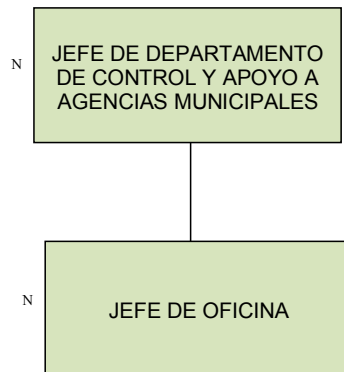 N
JEFE DE DEPARTAMENTO
DE CONTROL Y APOYO A
AGENCIAS MUNICIPALES
N
JEFE DE OFICINA